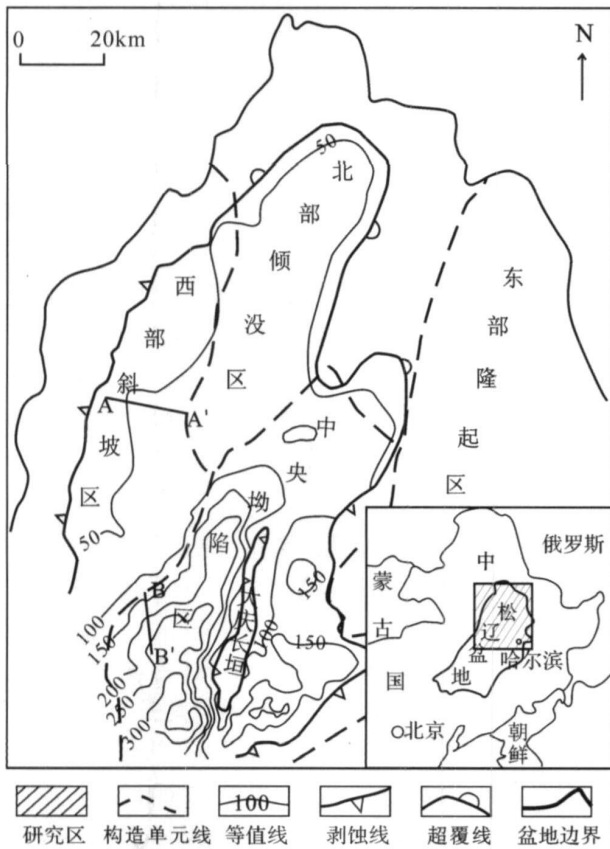 0 20km
N
50
北部倾没区
西部斜坡区
东部隆起区
A A'
中央坳陷区
50
大庆长垣
100
150
150
B
B'
100
150
200
250
300
俄罗斯
中国
蒙古
松辽盆地
哈尔滨
北京
朝鲜
100
研究区 构造单元线 等值线 剥蚀线 超覆线 盆地边界